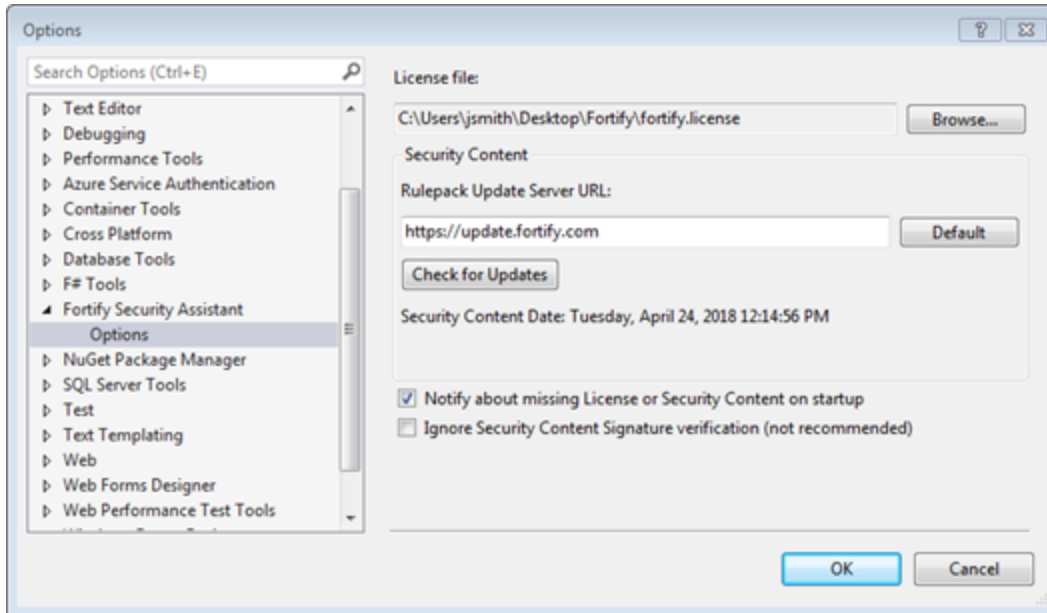 Options
Search Options (Ctrl+E)
Text Editor
Debugging
Performance Tools
Azure Service Authentication
Container Tools
Cross Platform
Database Tools
F# Tools
Fortify Security Assistant
Options
NuGet Package Manager
SQL Server Tools
Test
Text Templating
Web
Web Forms Designer
Web Performance Test Tools
License file:
C:\Users\jsmith\Desktop\Fortify\fortify.license
Browse...
Security Content
Rulepack Update Server URL:
https://update.fortify.com
Default
Check for Updates
Security Content Date: Tuesday, April 24, 2018 12:14:56 PM
Notify about missing License or Security Content on startup
Ignore Security Content Signature verification (not recommended)
OK
Cancel